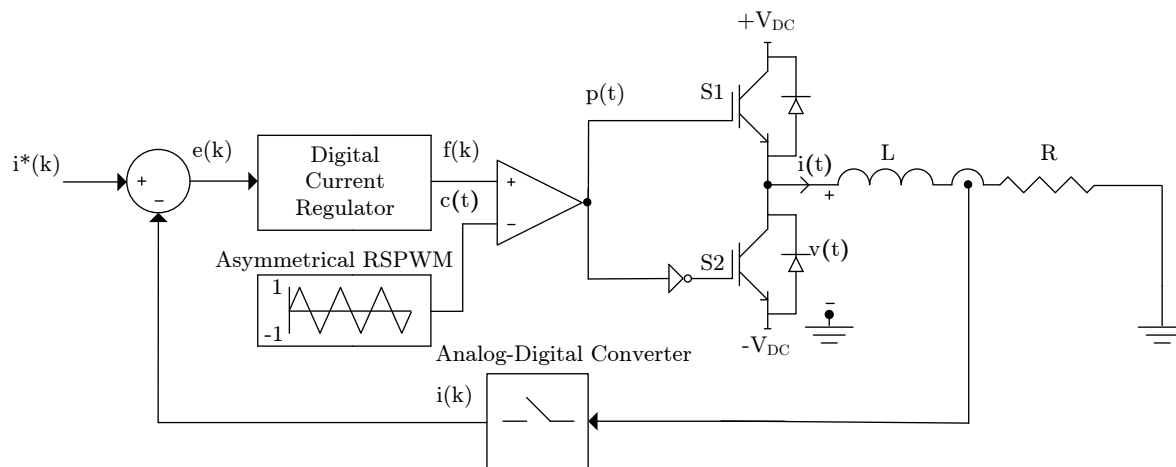 +V_DC
p(t)
S1
i*(k)
+
−
e(k)
Digital
Current
Regulator
f(k)
c(t)
+
−
i(t)
+
L
R
Asymmetrical RSPWM
1
-1
S2
v(t)
−
-V_DC
Analog-Digital Converter
i(k)